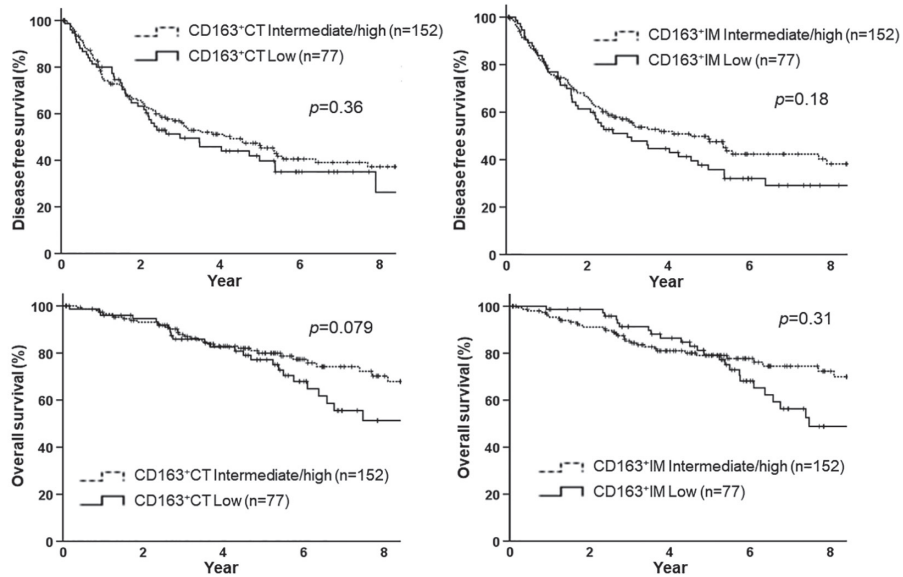 100
80
60
40
20
0
Disease free survival (%)
CD163⁺CT Intermediate/high (n=152)
CD163⁺CT Low (n=77)
p=0.36
0 2 4 6 8
Year
100
80
60
40
20
0
Disease free survival (%)
CD163⁺IM Intermediate/high (n=152)
CD163⁺IM Low (n=77)
p=0.18
0 2 4 6 8
Year
100
80
60
40
20
0
Overall survival (%)
p=0.079
CD163⁺CT Intermediate/high (n=152)
CD163⁺CT Low (n=77)
0 2 4 6 8
Year
100
80
60
40
20
0
Overall survival (%)
p=0.31
CD163⁺IM Intermediate/high (n=152)
CD163⁺IM Low (n=77)
0 2 4 6 8
Year